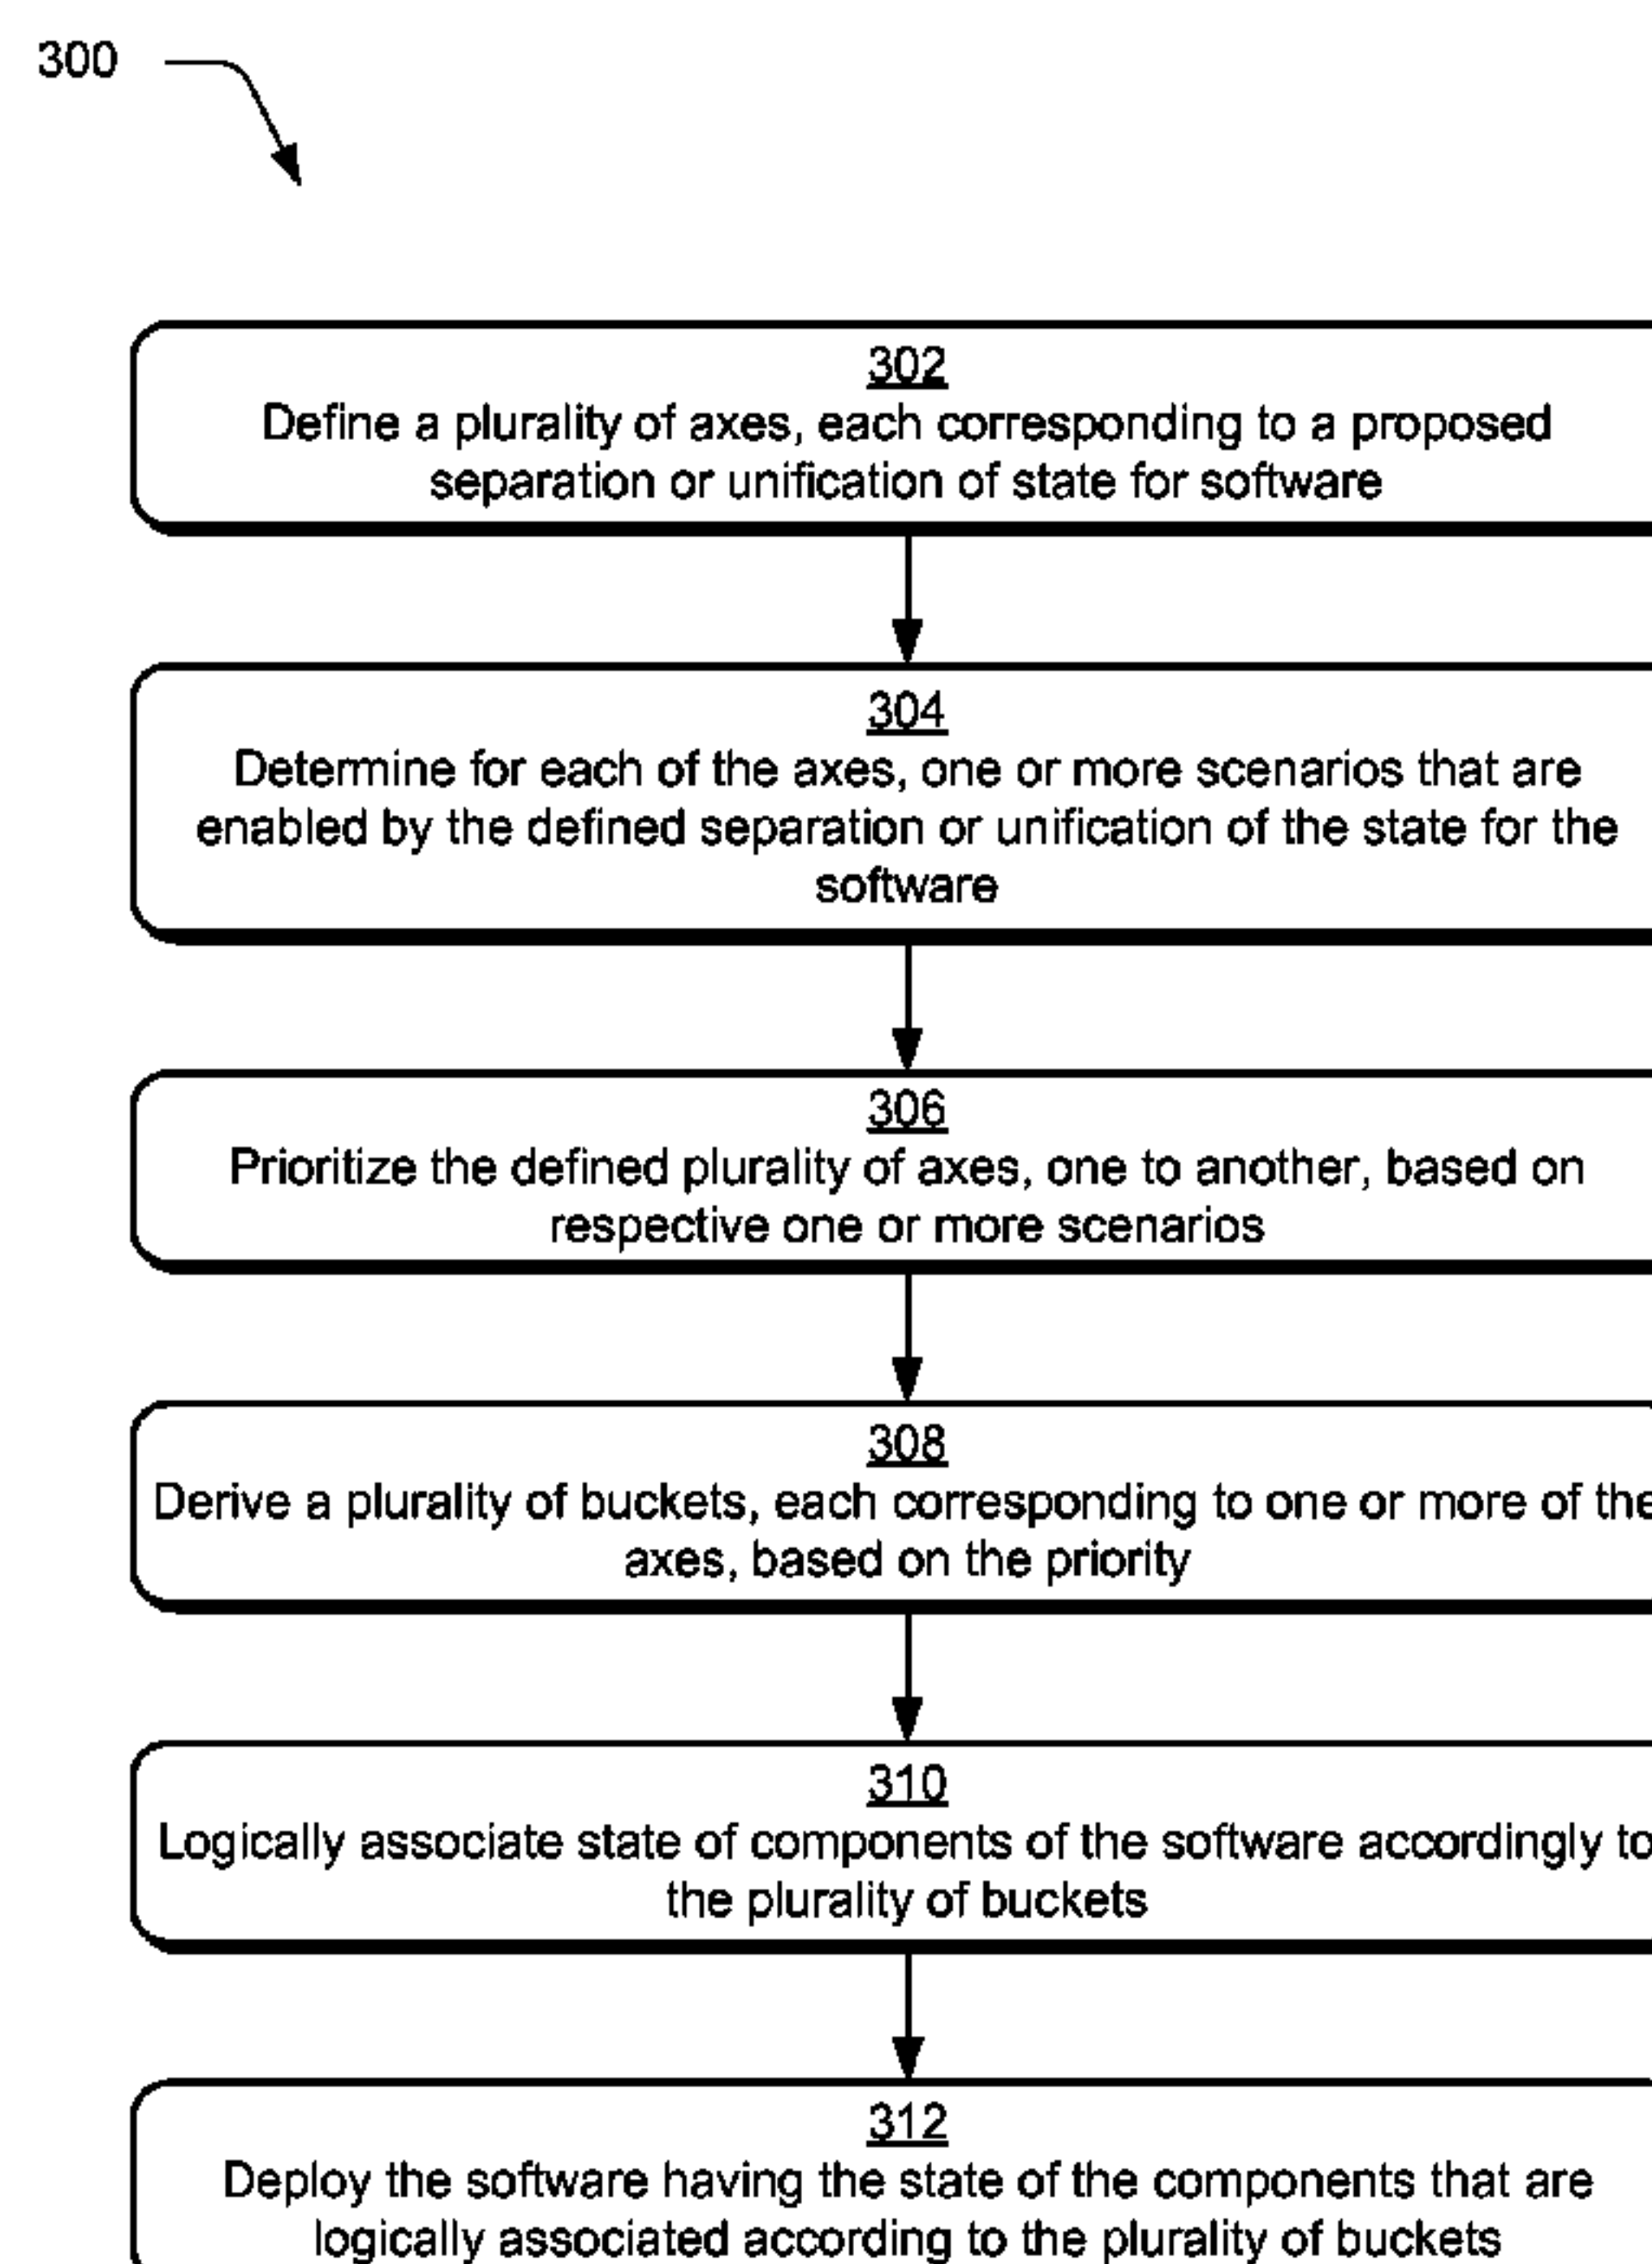 300
302
Define a plurality of axes, each corresponding to a proposed
separation or unification of state for software
304
Determine for each of the axes, one or more scenarios that are
enabled by the defined separation or unification of the state for the
software
306
Prioritize the defined plurality of axes, one to another, based on
respective one or more scenarios
308
Derive a plurality of buckets, each corresponding to one or more of the
axes, based on the priority
310
Logically associate state of components of the software accordingly to
the plurality of buckets
312
Deploy the software having the state of the components that are
logically associated according to the plurality of buckets